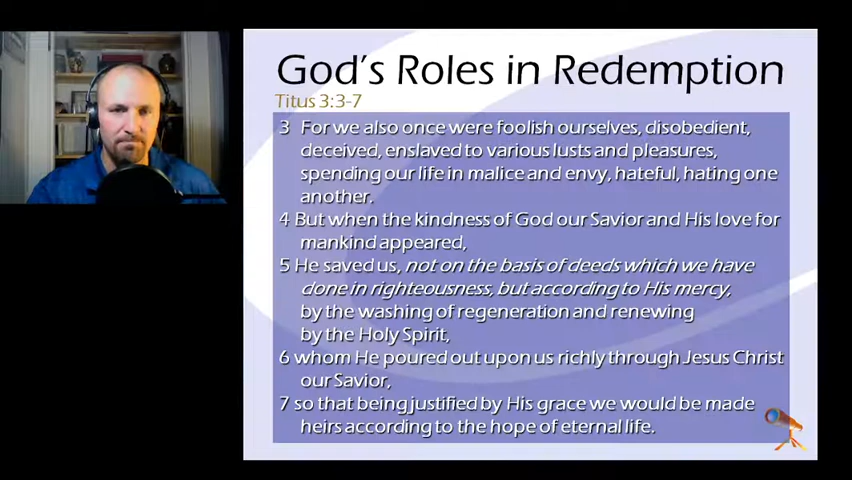 God's Roles in Redemption
Titus 3:3-7
3 For we also once were foolish ourselves, disobedient,
deceived, enslaved to various lusts and pleasures,
spending our life in malice and envy, hateful, hating one
another.
4 But when the kindness of God our Savior and His love for
mankind appeared,
5 He saved us, not on the basis of deeds which we have
done in righteousness, but according to His mercy,
by the washing of regeneration and renewing
by the Holy Spirit,
6 whom He poured out upon us richly through Jesus Christ
our Savior,
7 so that being justified by His grace we would be made
heirs according to the hope of eternal life.